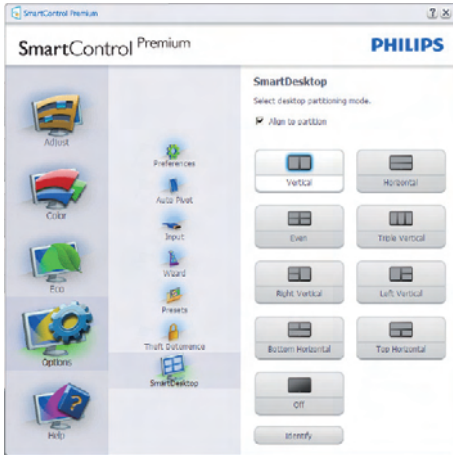 SmartControl Premium
SmartControl Premium
PHILIPS
Adjust
Color
Eco
Options
Help
Preferences
Auto Pivot
Input
Wizard
Presets
Theft Deterrence
SmartDesktop
SmartDesktop
Select desktop partitioning mode.
Align to partition
Vertical
Horizontal
Even
Triple Vertical
Right Vertical
Left Vertical
Bottom Horizontal
Top Horizontal
Off
Identify